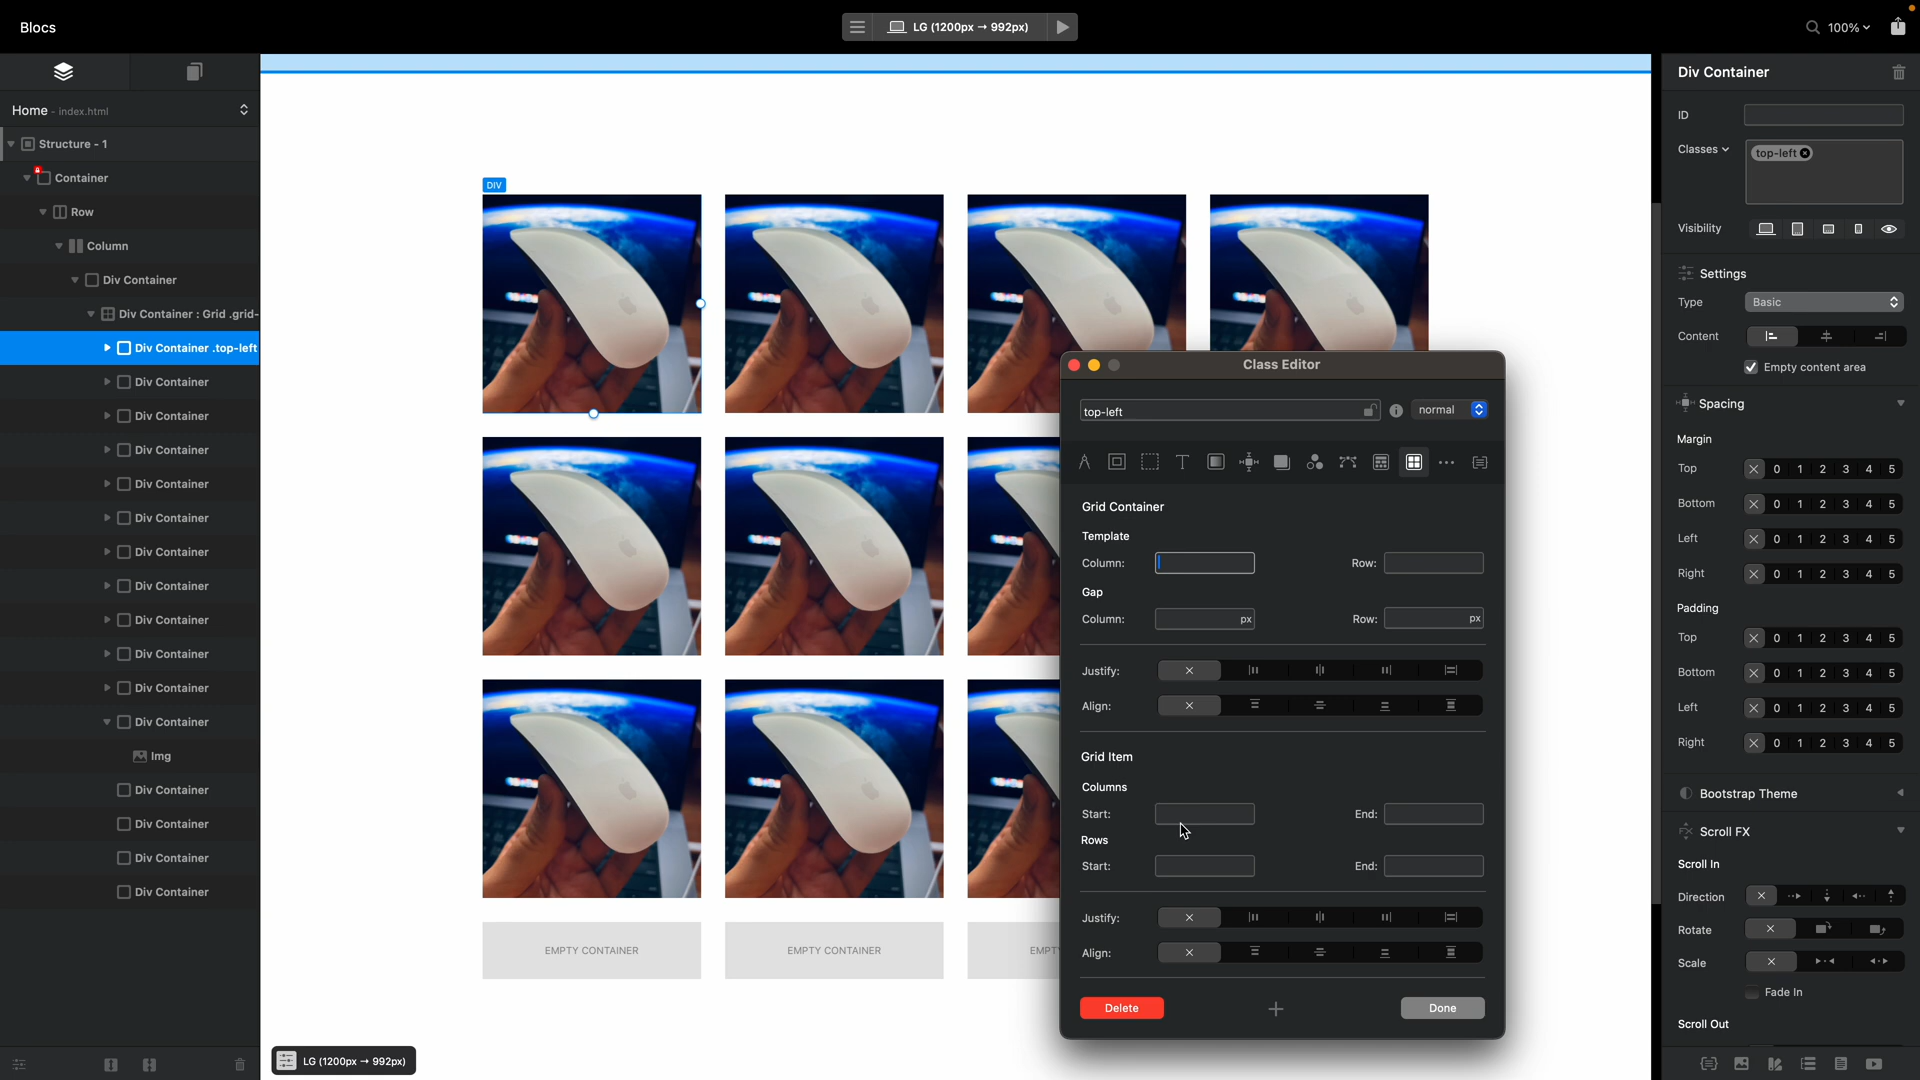 Blocs
LG (1200px → 992px)
100%
Home - index.html
Structure - 1
Container
Row
Column
Div Container
Div Container : Grid .grid-
Div Container .top-left
Div Container
Div Container
Div Container
Div Container
Div Container
Div Container
Div Container
Div Container
Div Container
Div Container
Div Container
Img
Div Container
Div Container
Div Container
Div Container
DIV
EMPTY CONTAINER
EMPTY CONTAINER
EMPT
LG (1200px → 992px)
Class Editor
top-left
normal
Grid Container
Template
Column:
Row:
Gap
Column: px
Row: px
Justify:
Align:
Grid Item
Columns
Start:
End:
Rows
Start:
End:
Justify:
Align:
Delete
Done
Div Container
ID
Classes
top-left
Visibility
Settings
Type Basic
Content
Empty content area
Spacing
Margin
Top 0 1 2 3 4 5
Bottom 0 1 2 3 4 5
Left 0 1 2 3 4 5
Right 0 1 2 3 4 5
Padding
Top 0 1 2 3 4 5
Bottom 0 1 2 3 4 5
Left 0 1 2 3 4 5
Right 0 1 2 3 4 5
Bootstrap Theme
Scroll FX
Scroll In
Direction
Rotate
Scale
Fade In
Scroll Out